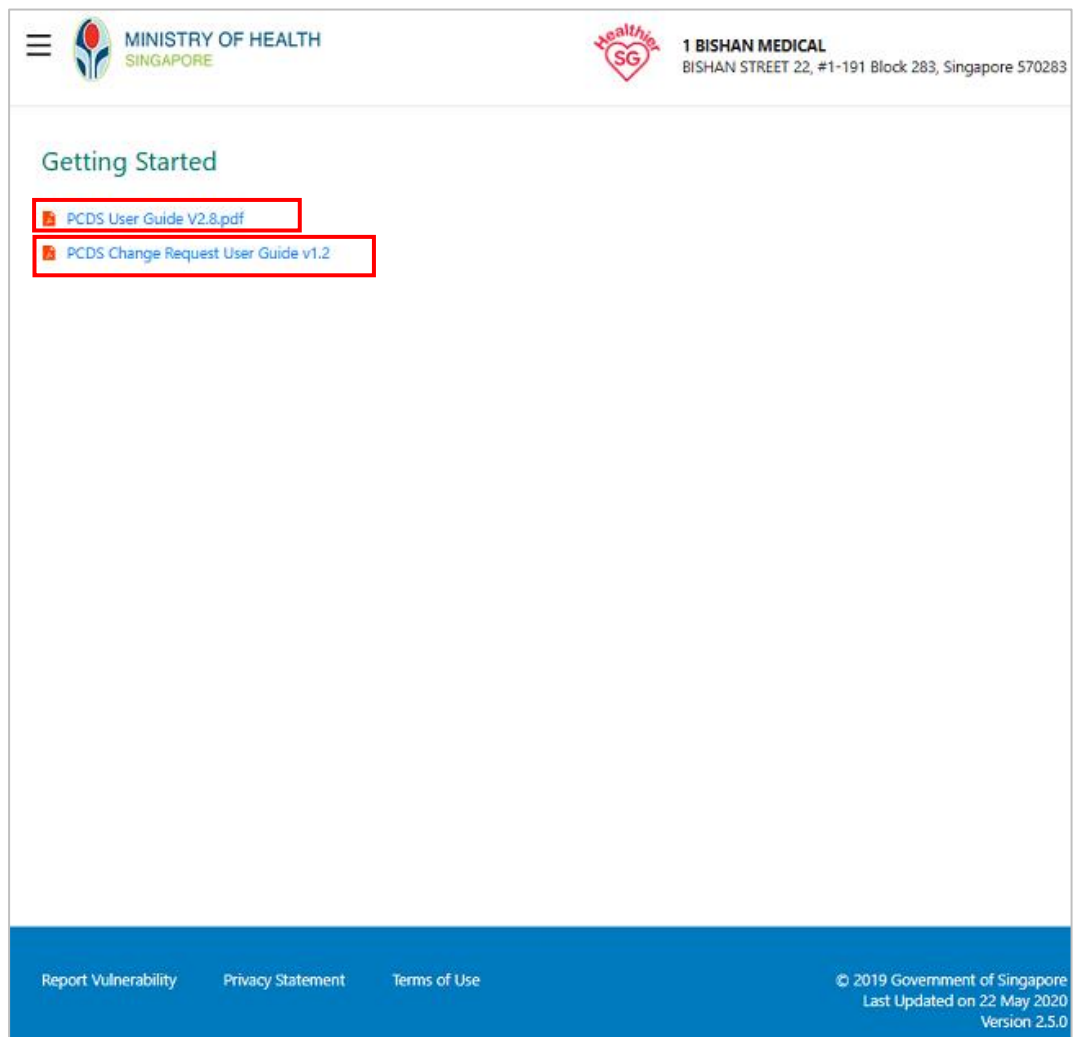 MINISTRY OF HEALTH
SINGAPORE
Healthier
SG
1 BISHAN MEDICAL
BISHAN STREET 22, #1-191 Block 283, Singapore 570283
Getting Started
PCDS User Guide V2.8.pdf
PCDS Change Request User Guide v1.2
Report Vulnerability Privacy Statement Terms of Use
© 2019 Government of Singapore
Last Updated on 22 May 2020
Version 2.5.0